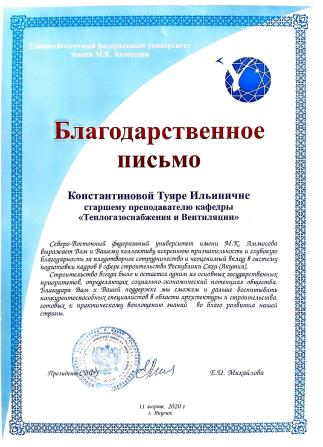 Северо-Восточный федеральный университет
имени М.К. Аммосова
Благодарственное
письмо
Константиновой Туяре Ильиничне
старшему преподавателю кафедры
«Теплогазоснабжения и Вентиляции»
Северо-Восточный федеральный университет имени М.К. Аммосова
выражает Вам и Вашему коллективу искреннюю признательность и глубокую
благодарность за плодотворное сотрудничество и неоценимый вклад в систему
подготовки кадров в сфере строительства Республики Саха (Якутия).
Строительство всегда было и остается одним из основных государственных
приоритетов, определяющих социально-экономический потенциал общества.
Благодаря Вам и Вашей поддержке мы сможем и дальше воспитывать
конкурентоспособных специалистов в области архитектуры и строительства,
готовых к практическому воплощению знаний во благо развития нашей
страны.
Президент СВФУ
Е.И. Михайлова
11 марта, 2020 г
г. Якутск